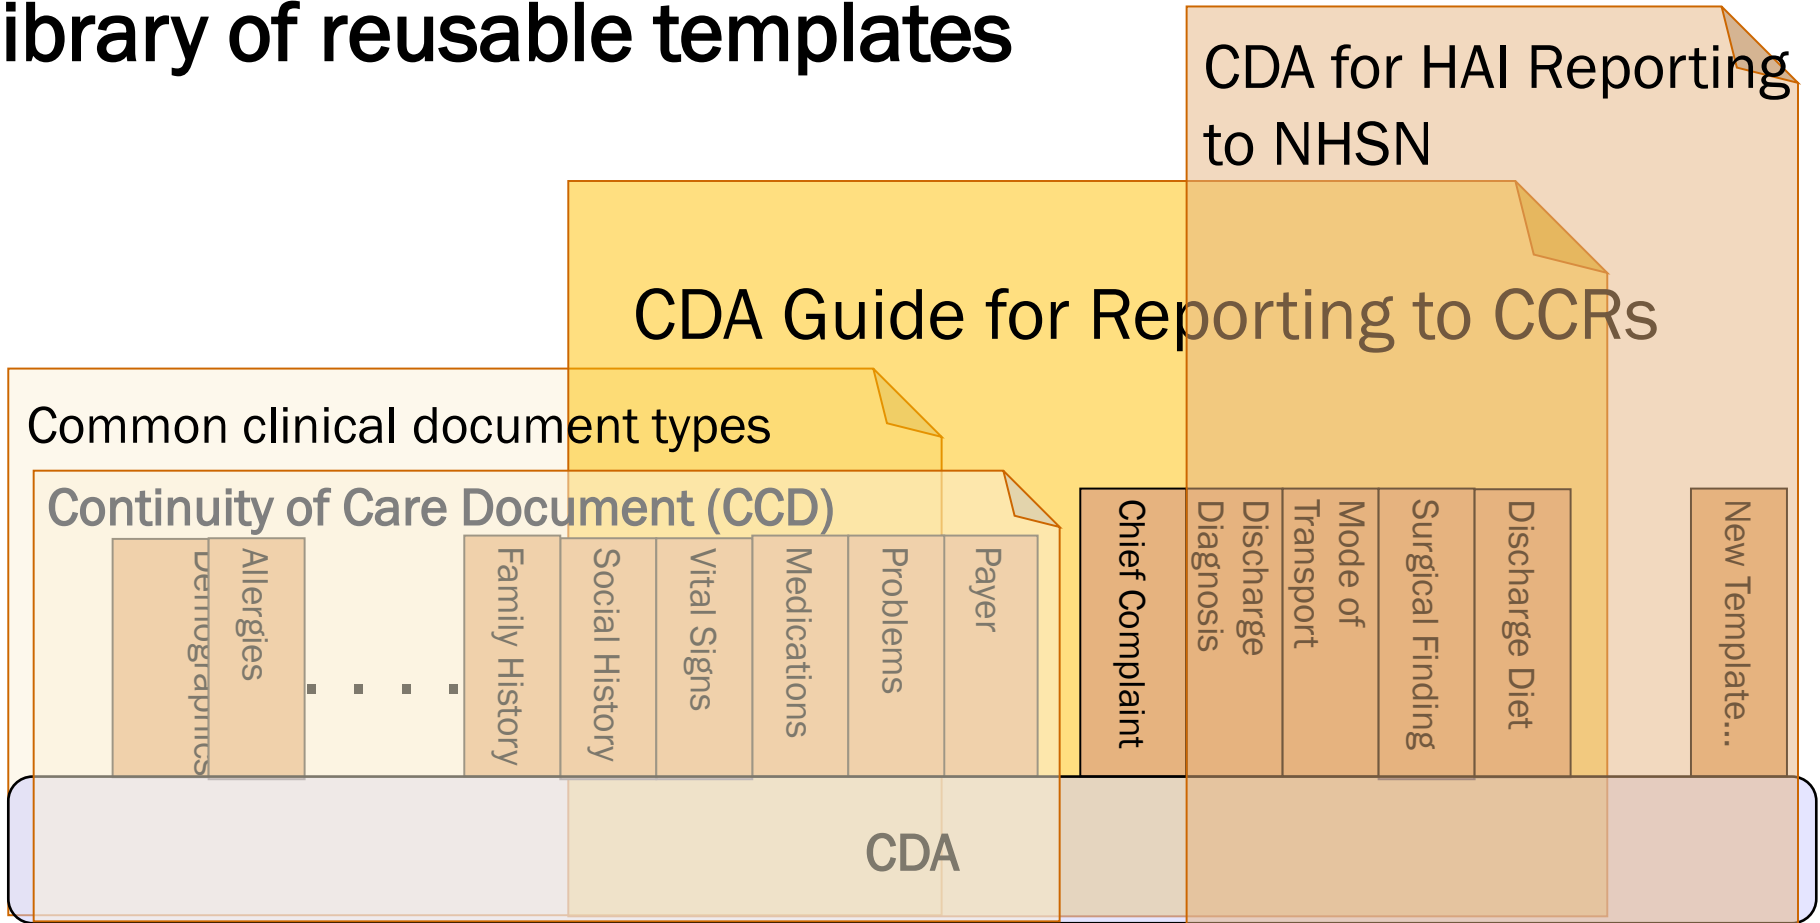 ibrary of reusable templates
CDA for HAI Reporting
to NHSN
CDA Guide for Reporting to CCRs
Common clinical document types
Continuity of Care Document (CCD)
Demographics
Allergies
. . . .
Family History
Social History
Vital Signs
Medications
Problems
Payer
Chief Complaint
Discharge
Diagnosis
Mode of
Transport
Surgical Finding
Discharge Diet
New Template...
CDA